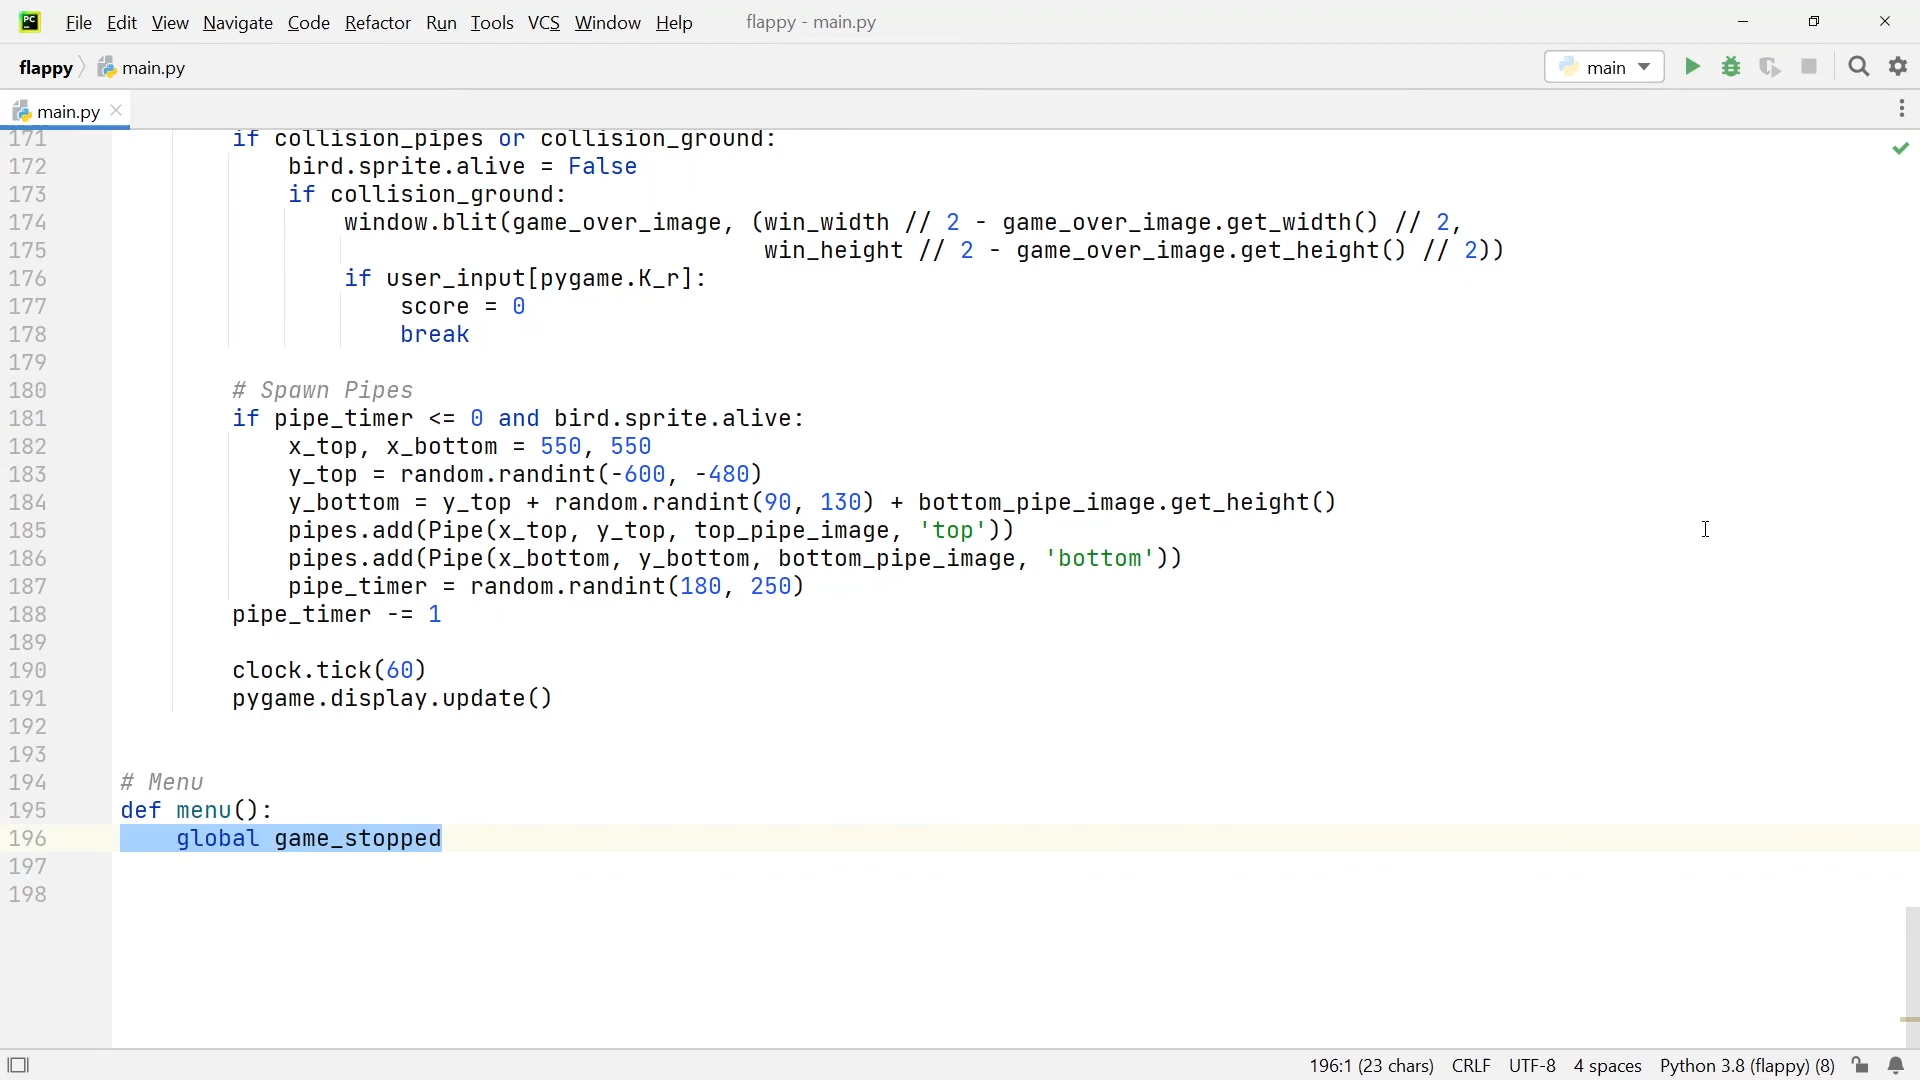 PC File Edit View Navigate Code Refactor Run Tools VCS Window Help flappy - main.py
flappy main.py main
main.py
171 if collision_pipes or collision_ground:
172 bird.sprite.alive = False
173 if collision_ground:
174 window.blit(game_over_image, (win_width // 2 - game_over_image.get_width() // 2,
175 win_height // 2 - game_over_image.get_height() // 2))
176 if user_input[pygame.K_r]:
177 score = 0
178 break
179
180 # Spawn Pipes
181 if pipe_timer <= 0 and bird.sprite.alive:
182 x_top, x_bottom = 550, 550
183 y_top = random.randint(-600, -480)
184 y_bottom = y_top + random.randint(90, 130) + bottom_pipe_image.get_height()
185 pipes.add(Pipe(x_top, y_top, top_pipe_image, 'top'))
186 pipes.add(Pipe(x_bottom, y_bottom, bottom_pipe_image, 'bottom'))
187 pipe_timer = random.randint(180, 250)
188 pipe_timer -= 1
189
190 clock.tick(60)
191 pygame.display.update()
192
193
194 # Menu
195 def menu():
196 global game_stopped
197
198
196:1 (23 chars) CRLF UTF-8 4 spaces Python 3.8 (flappy) (8)